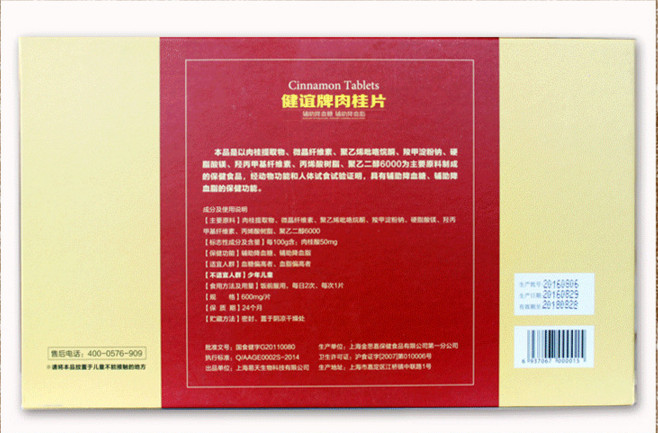 Cinnamon Tablets
健谊牌肉桂片
辅助降血糖 辅助降血脂
本品是以肉桂提取物、微晶纤维素、聚乙烯吡咯烷酮、羧甲淀粉钠、硬
脂酸镁、羟丙甲基纤维素、丙烯酸树脂、聚乙二醇6000为主要原料制成
的保健食品，经动物功能和人体试食试验证明，具有辅助降血糖、辅助降
血脂的保健功能。
成分及使用说明
【主要原料】肉桂提取物、微晶纤维素、聚乙烯吡咯烷酮、羧甲淀粉钠、硬脂酸镁、羟丙
甲基纤维素、丙烯酸树脂、聚乙二醇6000
【标志性成分及含量】每100g含：肉桂酸50mg
【保健功能】辅助降血糖、辅助降血脂
【适宜人群】血糖偏高者、血脂偏高者
【不适宜人群】少年儿童
【食用方法及用量】饭前服用，每日2次，每次1片
【规 格】600mg/片
【保 质 期】24个月
【贮藏方法】密封、置于阴凉干燥处
批准文号：国食健字G20110080
执行标准：Q/AAGE0002S-2014
出品单位：上海易天生物科技有限公司
生产单位：上海金思恩保健食品有限公司第一分公司
卫生许可证：沪食证字[2007]第010006号
生产地址：上海市嘉定区江桥镇中联路1号
售后电话：400-0576-909
※请将本品放置于儿童不能接触的地方
生产批号：20160806
生产日期：20160829
有效期至：20180828
6 937067 000015